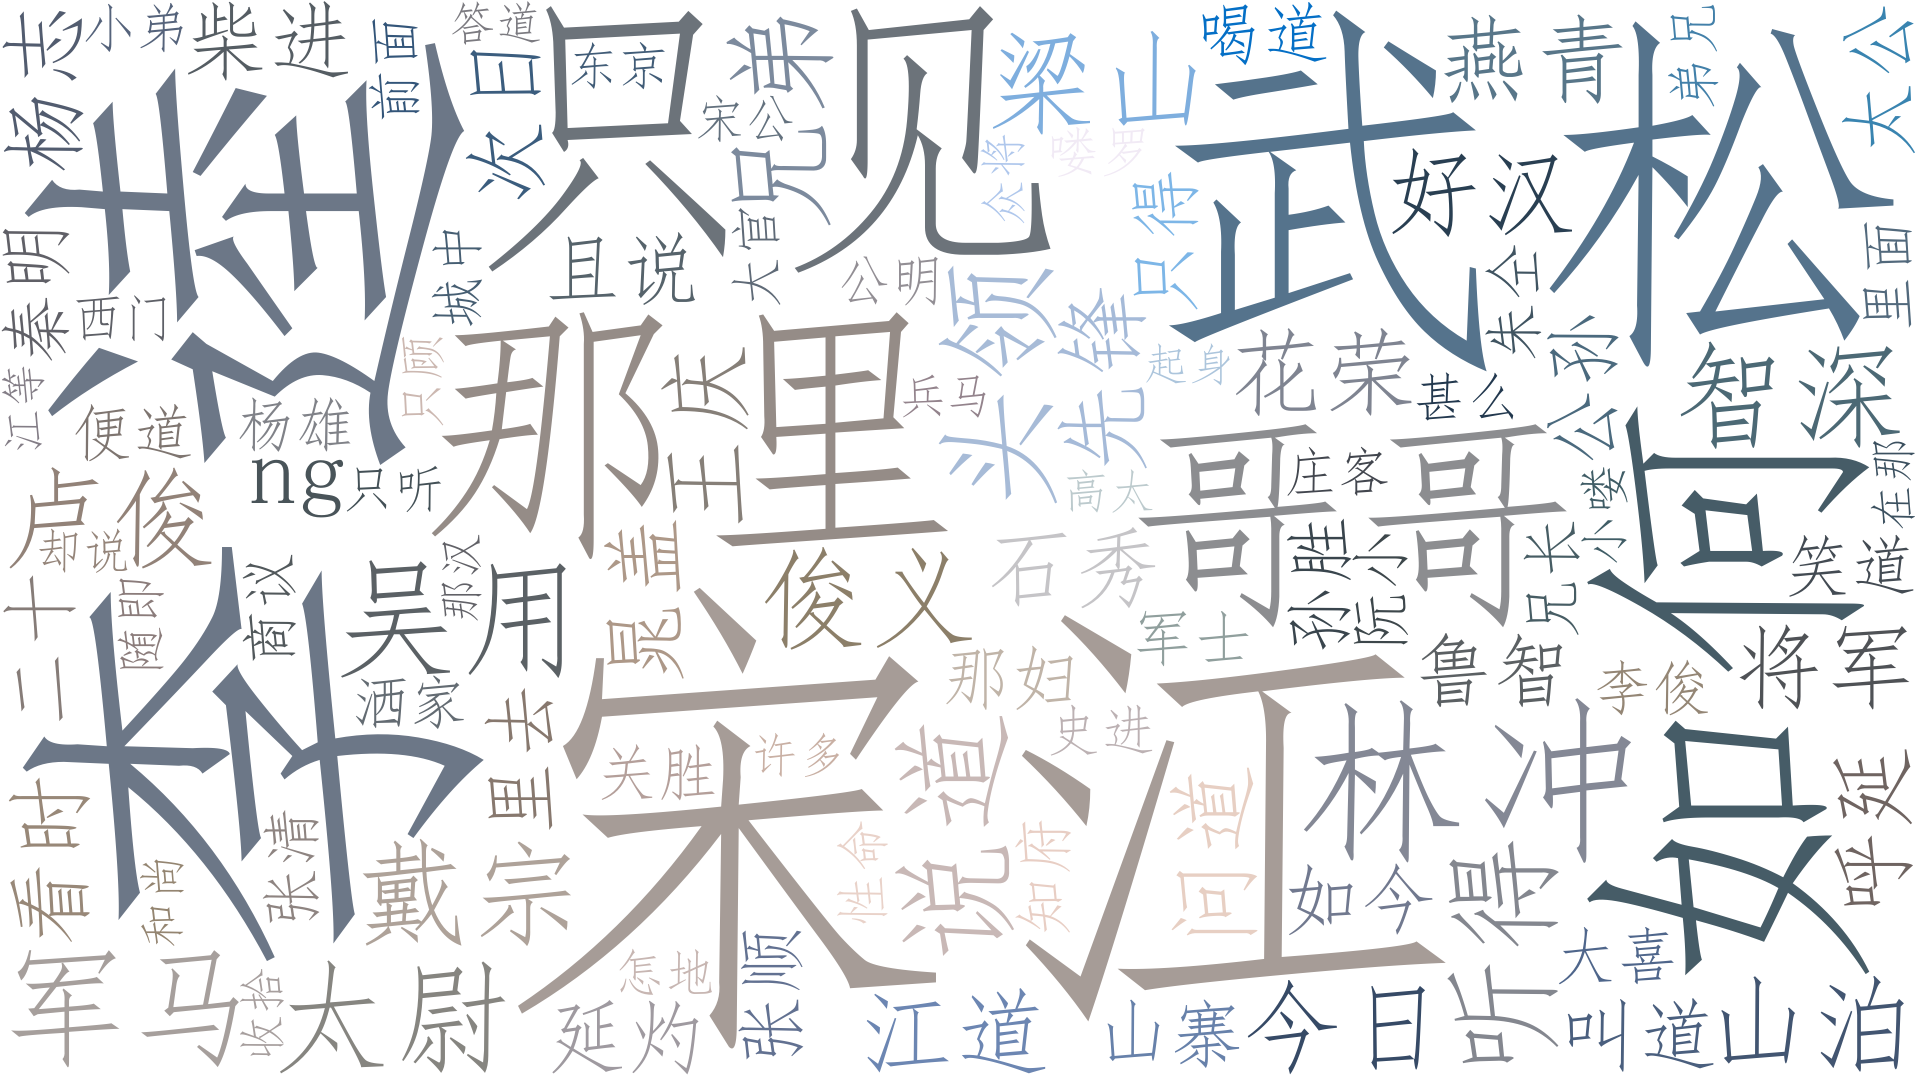 杨志
小弟
柴进
前面
答道
次日
东京
只见
宋公
兄弟
梁山
喝道
武松
燕青
弟兄
太公
李逵
秦明
西门
城中
且说
大官
公明
众将
喽罗
只得
好汉
朱仝
里面
江等
便道
杨雄
ng
只听
只顾
那里
王庆
兵马
头领
先锋
起身
花荣
甚么
孙
智深
公么
在那
卢俊
却说
二十
随即
商议
吴用
那汉
晁盖
俊义
石秀
高太
哥哥
庄客
孙胜
阮小
兄长
小喽
如何
笑道
洒家
里去
宋江
关胜
许多
说道
那妇
史进
军士
鲁智
李俊
将军
林冲
看时
和尚
张清
戴宗
性命
知府
问道
如今
听得
呼延
军马
收拾
太尉
延灼
怎地
张顺
江道
山寨
今日
大喜
叫道
山泊